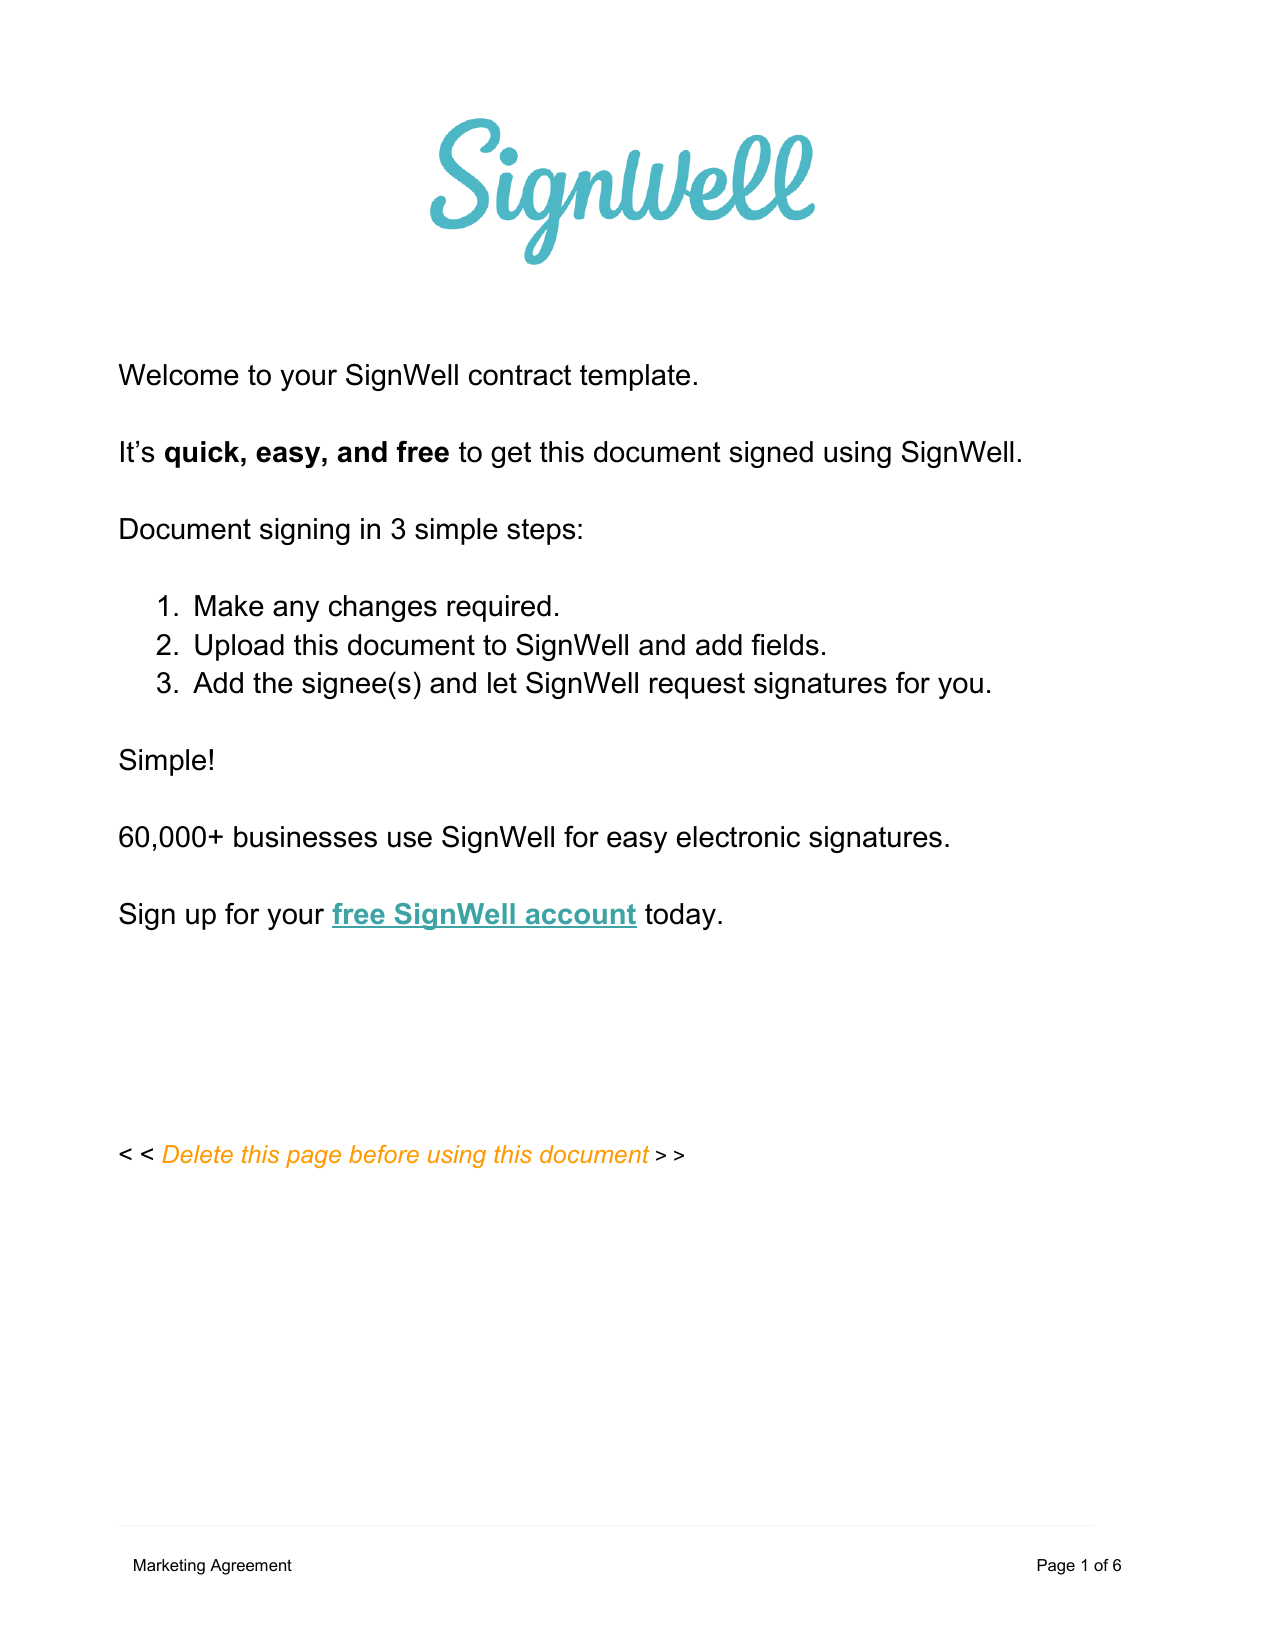 SignWell
Welcome to your SignWell contract template.
It’s quick, easy, and free to get this document signed using SignWell.
Document signing in 3 simple steps:
1. Make any changes required.
2. Upload this document to SignWell and add fields.
3. Add the signee(s) and let SignWell request signatures for you.
Simple!
60,000+ businesses use SignWell for easy electronic signatures.
Sign up for your free SignWell account today.
< < Delete this page before using this document > >
Marketing Agreement Page 1 of 6